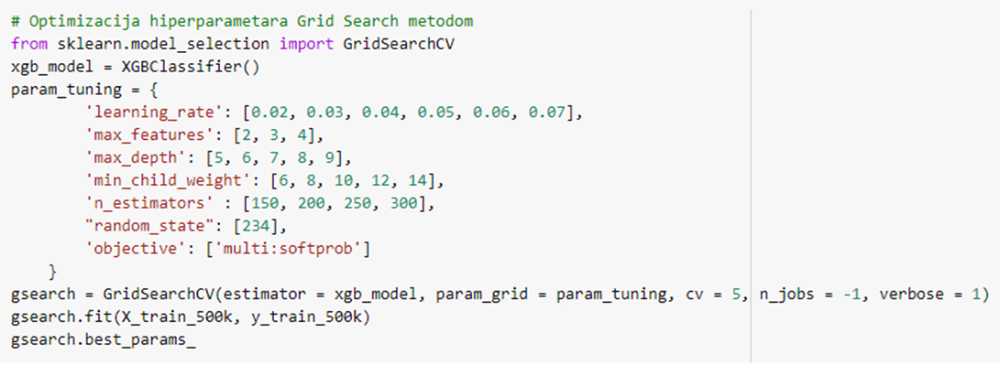 # Optimizacija hiperparametara Grid Search metodom
from sklearn.model_selection import GridSearchCV
xgb_model = XGBClassifier()
param_tuning = {
        'learning_rate': [0.02, 0.03, 0.04, 0.05, 0.06, 0.07],
        'max_features': [2, 3, 4],
        'max_depth': [5, 6, 7, 8, 9],
        'min_child_weight': [6, 8, 10, 12, 14],
        'n_estimators' : [150, 200, 250, 300],
        "random_state": [234],
        'objective': ['multi:softprob']
    }
gsearch = GridSearchCV(estimator = xgb_model, param_grid = param_tuning, cv = 5, n_jobs = -1, verbose = 1)
gsearch.fit(X_train_500k, y_train_500k)
gsearch.best_params_